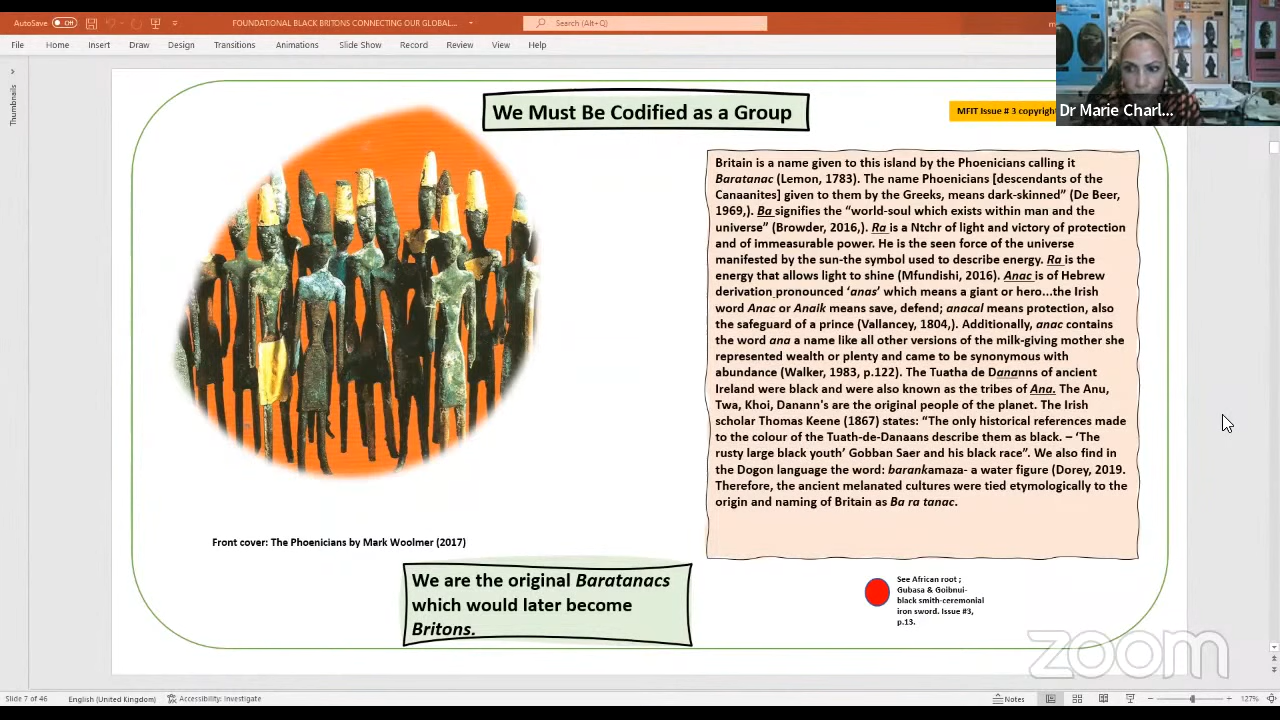 AutoSave Off
FOUNDATIONAL BLACK BRITONS CONNECTING OUR GLOBAL...
Search (Alt+Q)
File Home Insert Draw Design Transitions Animations Slide Show Record Review View Help
Thumbnails
We Must Be Codified as a Group
MFIT Issue # 3 copyright
Dr Marie Charl...
Britain is a name given to this island by the Phoenicians calling it
Baratanac (Lemon, 1783). The name Phoenicians [descendants of the
Canaanites] given to them by the Greeks, means dark-skinned” (De Beer,
1969,). Ba signifies the “world-soul which exists within man and the
universe” (Browder, 2016,). Ra is a Ntchr of light and victory of protection
and of immeasurable power. He is the seen force of the universe
manifested by the sun-the symbol used to describe energy. Ra is the
energy that allows light to shine (Mfundishi, 2016). Anac is of Hebrew
derivation pronounced ‘anas’ which means a giant or hero...the Irish
word Anac or Anaik means save, defend; anacal means protection, also
the safeguard of a prince (Vallancey, 1804,). Additionally, anac contains
the word ana a name like all other versions of the milk-giving mother she
represented wealth or plenty and came to be synonymous with
abundance (Walker, 1983, p.122). The Tuatha de Dananns of ancient
Ireland were black and were also known as the tribes of Ana. The Anu,
Twa, Khoi, Danann's are the original people of the planet. The Irish
scholar Thomas Keene (1867) states: “The only historical references made
to the colour of the Tuath-de-Danaans describe them as black. – ‘The
rusty large black youth’ Gobban Saer and his black race”. We also find in
the Dogon language the word: barankamaza- a water figure (Dorey, 2019.
Therefore, the ancient melanated cultures were tied etymologically to the
origin and naming of Britain as Ba ra tanac.
Front cover: The Phoenicians by Mark Woolmer (2017)
We are the original Baratanacs
which would later become
Britons.
See African root ;
Gubasa & Goibnui-
black smith-ceremonial
iron sword. Issue #3,
p.13.
zoom
Slide 7 of 46 English (United Kingdom) Accessibility: Investigate Notes 127%